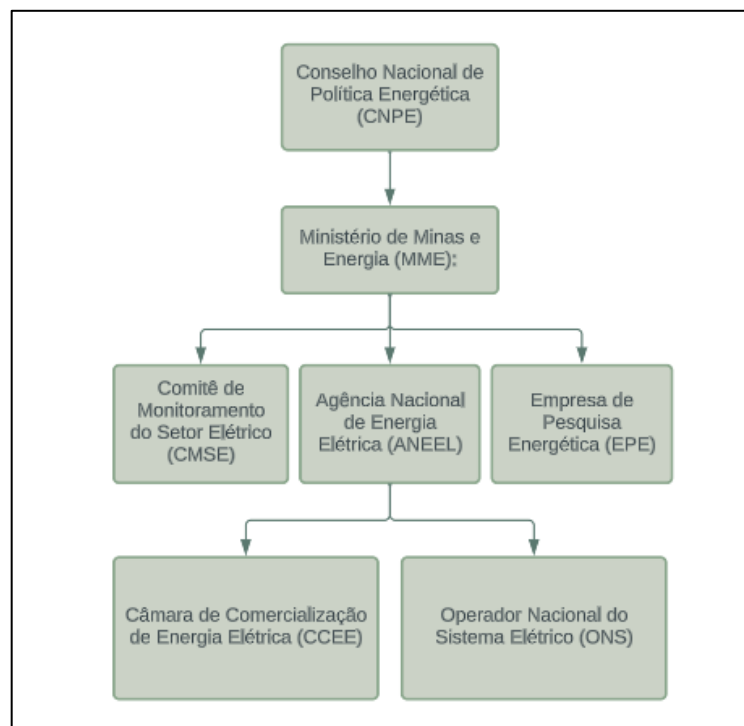 Conselho Nacional de
Política Energética
(CNPE)
Ministério de Minas e
Energia (MME):
Comitê de
Monitoramento
do Setor Elétrico
(CMSE)
Agência Nacional
de Energia
Elétrica (ANEEL)
Empresa de
Pesquisa
Energética (EPE)
Câmara de Comercialização
de Energia Elétrica (CCEE)
Operador Nacional do
Sistema Elétrico (ONS)